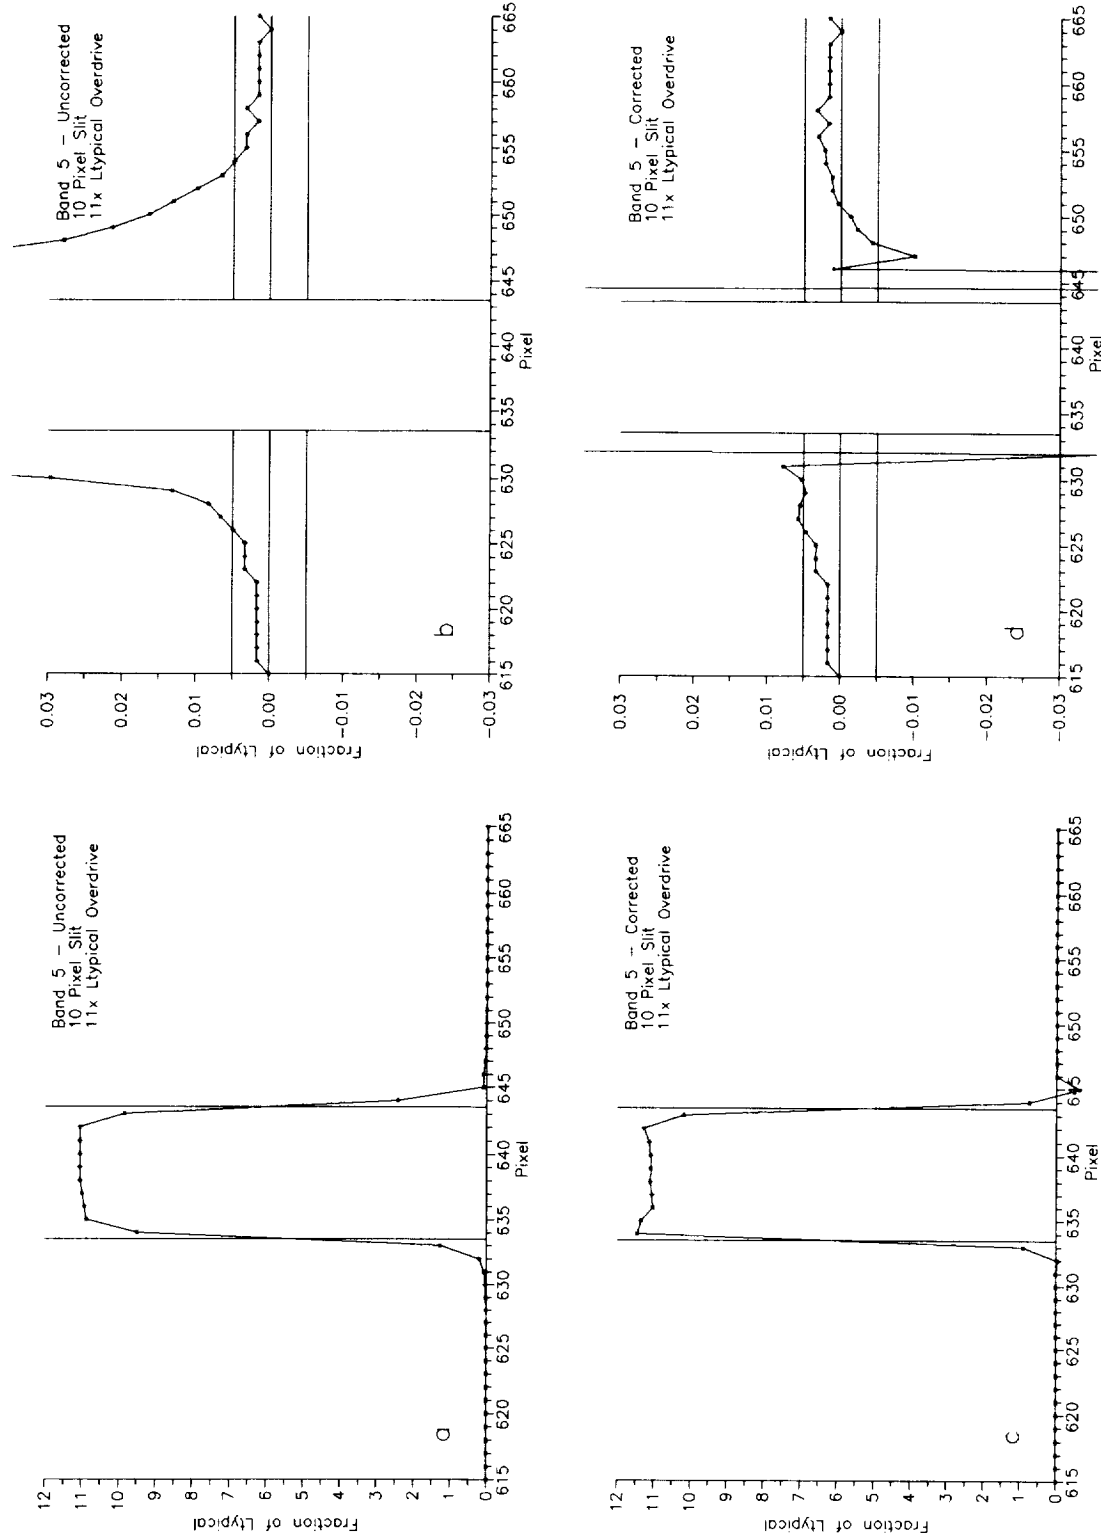 Band 5 - Uncorrected
10 Pixel Slit
11x Ltypical Overdrive
a
12
11
10
9
8
7
6
5
4
3
2
1
0
Fraction of Ltypical
615 620 625 630 635 640 645 650 655 660 665
Pixel
Band 5 - Uncorrected
10 Pixel Slit
11x Ltypical Overdrive
b
0.03
0.02
0.01
0.00
-0.01
-0.02
-0.03
Fraction of Ltypical
615 620 625 630 635 640 645 650 655 660 665
Pixel
Band 5 - Corrected
10 Pixel Slit
11x Ltypical Overdrive
c
12
11
10
9
8
7
6
5
4
3
2
1
0
Fraction of Ltypical
615 620 625 630 635 640 645 650 655 660 665
Pixel
Band 5 - Corrected
10 Pixel Slit
11x Ltypical Overdrive
d
0.03
0.02
0.01
0.00
-0.01
-0.02
-0.03
Fraction of Ltypical
615 620 625 630 635 640 645 650 655 660 665
Pixel